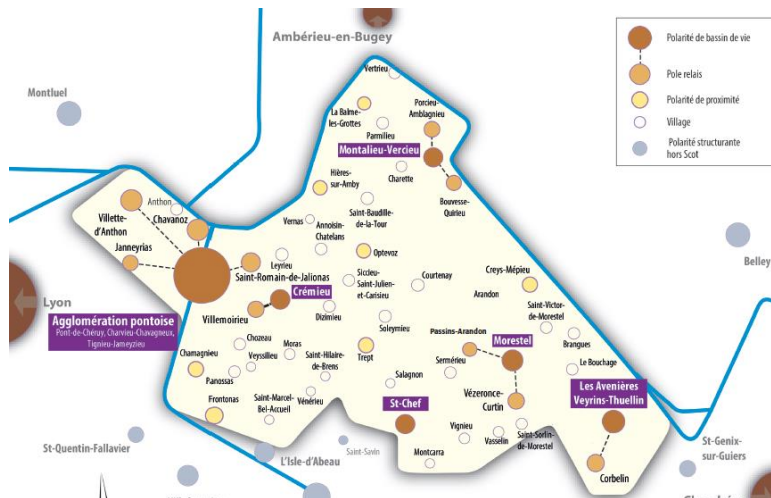 Ambérieu-en-Bugey
Montluel
Vertrieu
Porcieu-
Amblagnieu
La Balme-
les-Grottes
Parmilieu
Montalieu-Vercieu
Charette
Hières-
sur-Amby
Bouvesse-
Quirieu
Saint-Baudille-
de-la-Tour
Anthon
Villette-
d'Anthon
Chavanoz
Janneyrias
Vernas
Annoisin-
Chatelans
Optevoz
Leyrieu
Saint-Romain-de-Jalionas
Siccieu-
Saint-Julien-
et-Carisieu
Courtenay
Creys-Mépieu
Arandon
Crémieu
Villemoirieu
Dizimieu
Soleymieu
Saint-Victor-
de-Morestel
Lyon
Agglomération pontoise
Pont-de-Chéruy, Charvieu-Chavagneux,
Tignieu-Jameyzieu
Passins-Arandon
Morestel
Brangues
Le Bouchage
Chozeau
Moras
Veyssilieu
Chamagnieu
Panossas
Saint-Hilaire-
de-Brens
Trept
Salagnon
Sermérieu
Vézeronce-
Curtin
Les Avenières
Veyrins-Thuellin
Frontonas
Saint-Marcel-
Bel-Accueil
Vénérieu
St-Chef
Vignieu
Vasselin
Saint-Sorlin-
de-Morestel
Montcarra
Corbelin
St-Quentin-Fallavier
L'Isle-d'Abeau
Saint-Savin
St-Genix-
sur-Guiers
Belley
Polarité de bassin de vie
Pole relais
Polarité de proximité
Village
Polarité structurante
hors Scot